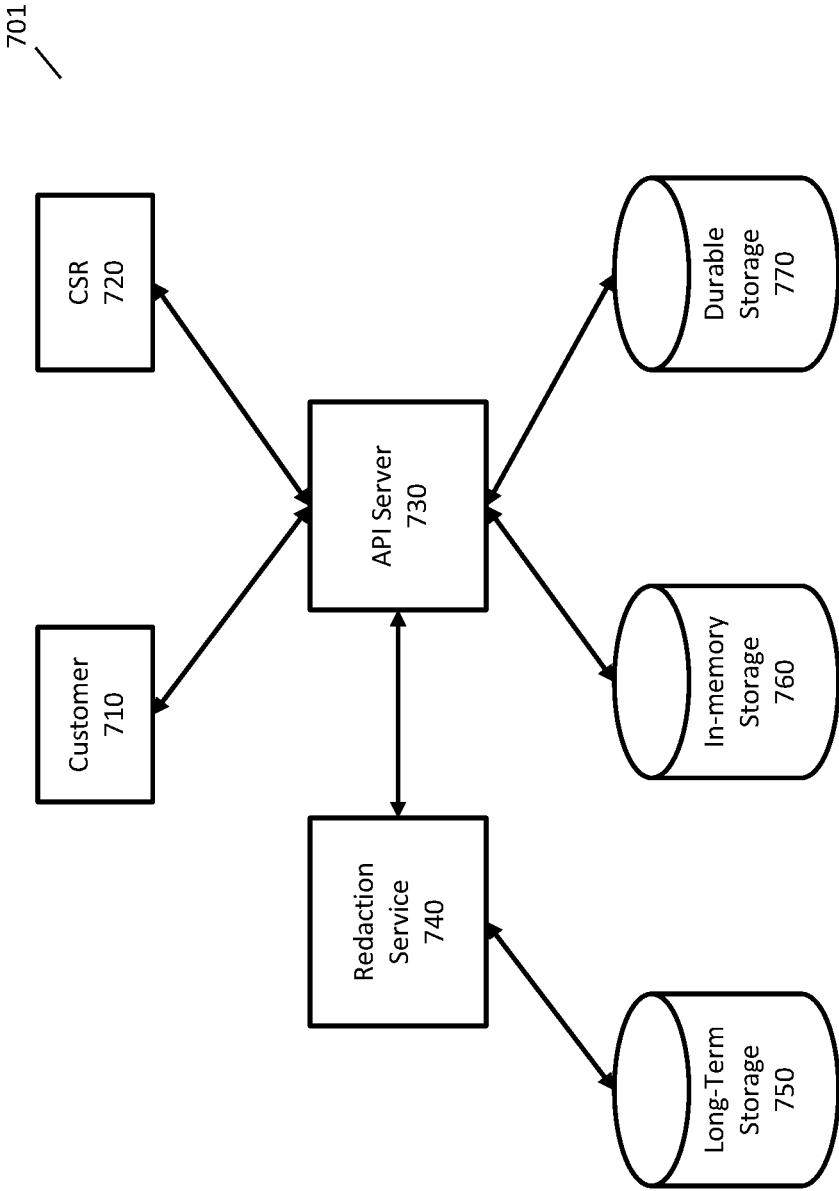 701
Customer
710
CSR
720
Redaction
Service
740
API Server
730
Long-Term
Storage
750
In-memory
Storage
760
Durable
Storage
770